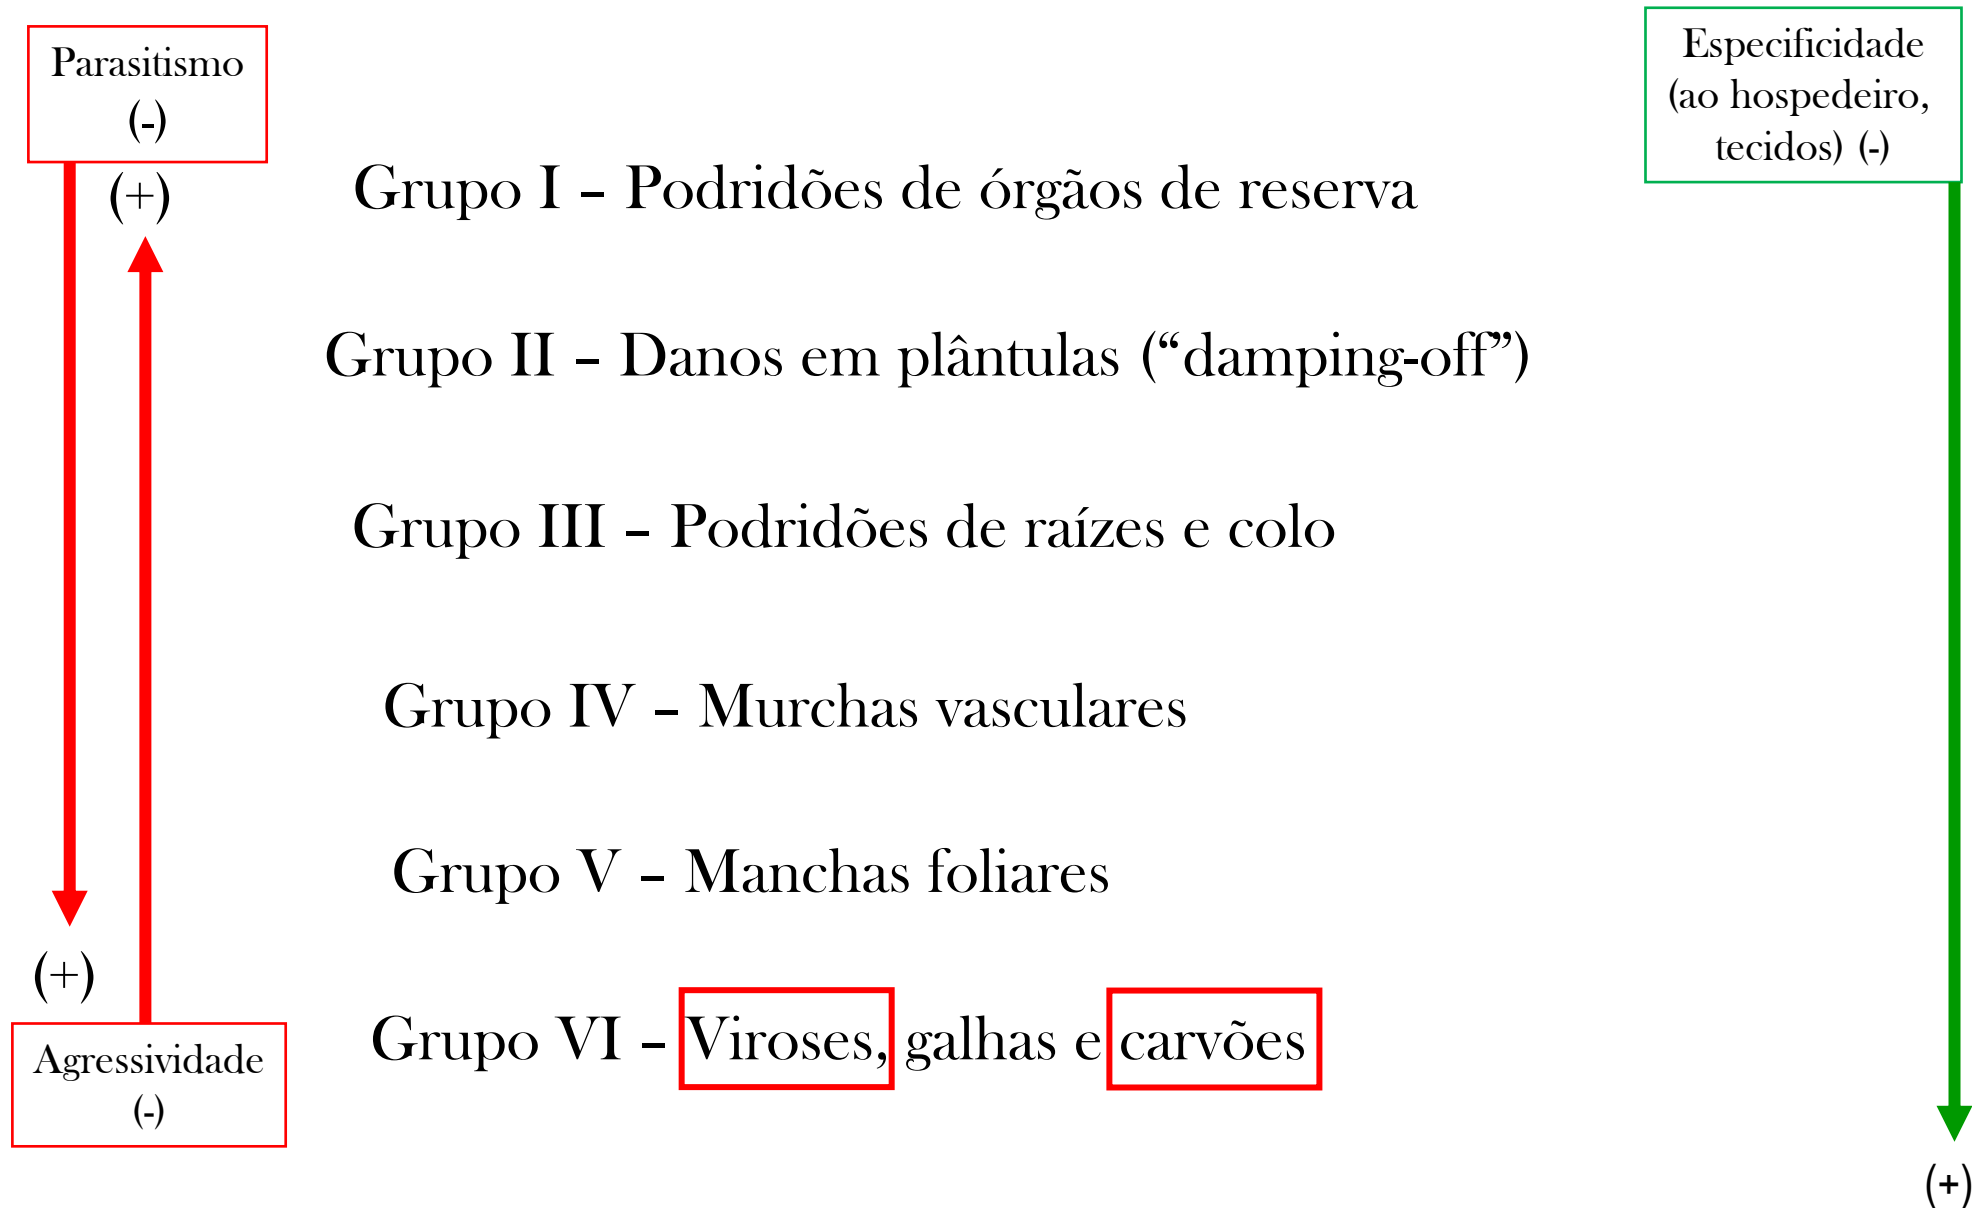 Parasitismo
(-)
(+)
Especificidade
(ao hospedeiro,
tecidos) (-)
Grupo I – Podridões de órgãos de reserva
Grupo II – Danos em plântulas (“damping-off”)
Grupo III – Podridões de raízes e colo
Grupo IV – Murchas vasculares
Grupo V – Manchas foliares
(+)
Grupo VI – Viroses, galhas e carvões
Agressividade
(-)
(+)